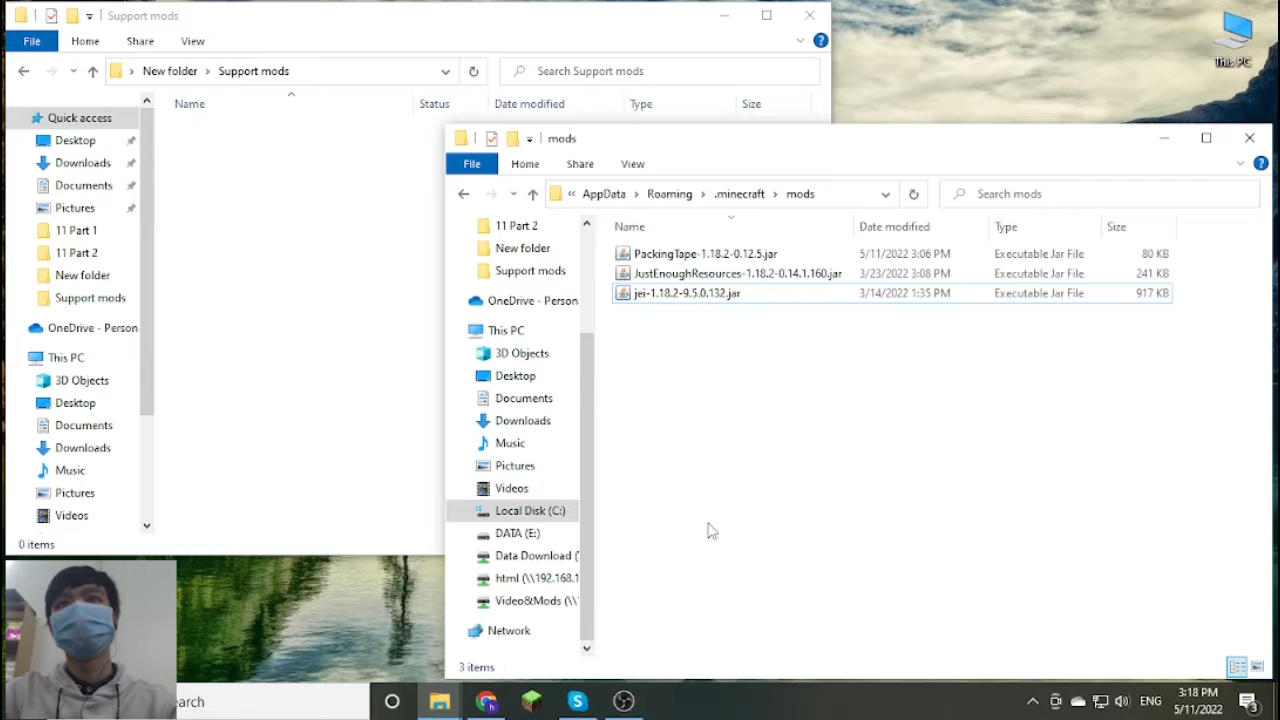 Support mods
File Home Share View
New folder Support mods
Search Support mods
Name Status Date modified Type Size
Quick access
Desktop
Downloads
Documents
Pictures
11 Part 1
11 Part 2
New folder
Support mods
OneDrive - Person
This PC
3D Objects
Desktop
Documents
Downloads
Music
Pictures
Videos
0 items
mods
File Home Share View
« AppData Roaming .minecraft mods
Search mods
11 Part 2
New folder
Support mods
OneDrive - Person
This PC
3D Objects
Desktop
Documents
Downloads
Music
Pictures
Videos
Local Disk (C:)
DATA (E:)
Data Download ('
html (\\192.168.1
Video&Mods (\\'
Network
Name Date modified Type Size
PackingTape-1.18.2-0.12.5.jar 5/11/2022 3:06 PM Executable Jar File 80 KB
JustEnoughResources-1.18.2-0.14.1.160.jar 3/23/2022 3:08 PM Executable Jar File 241 KB
jei-1.18.2-9.5.0.132.jar 3/14/2022 1:35 PM Executable Jar File 917 KB
3 items
This PC
earch
ENG
3:18 PM
5/11/2022
3